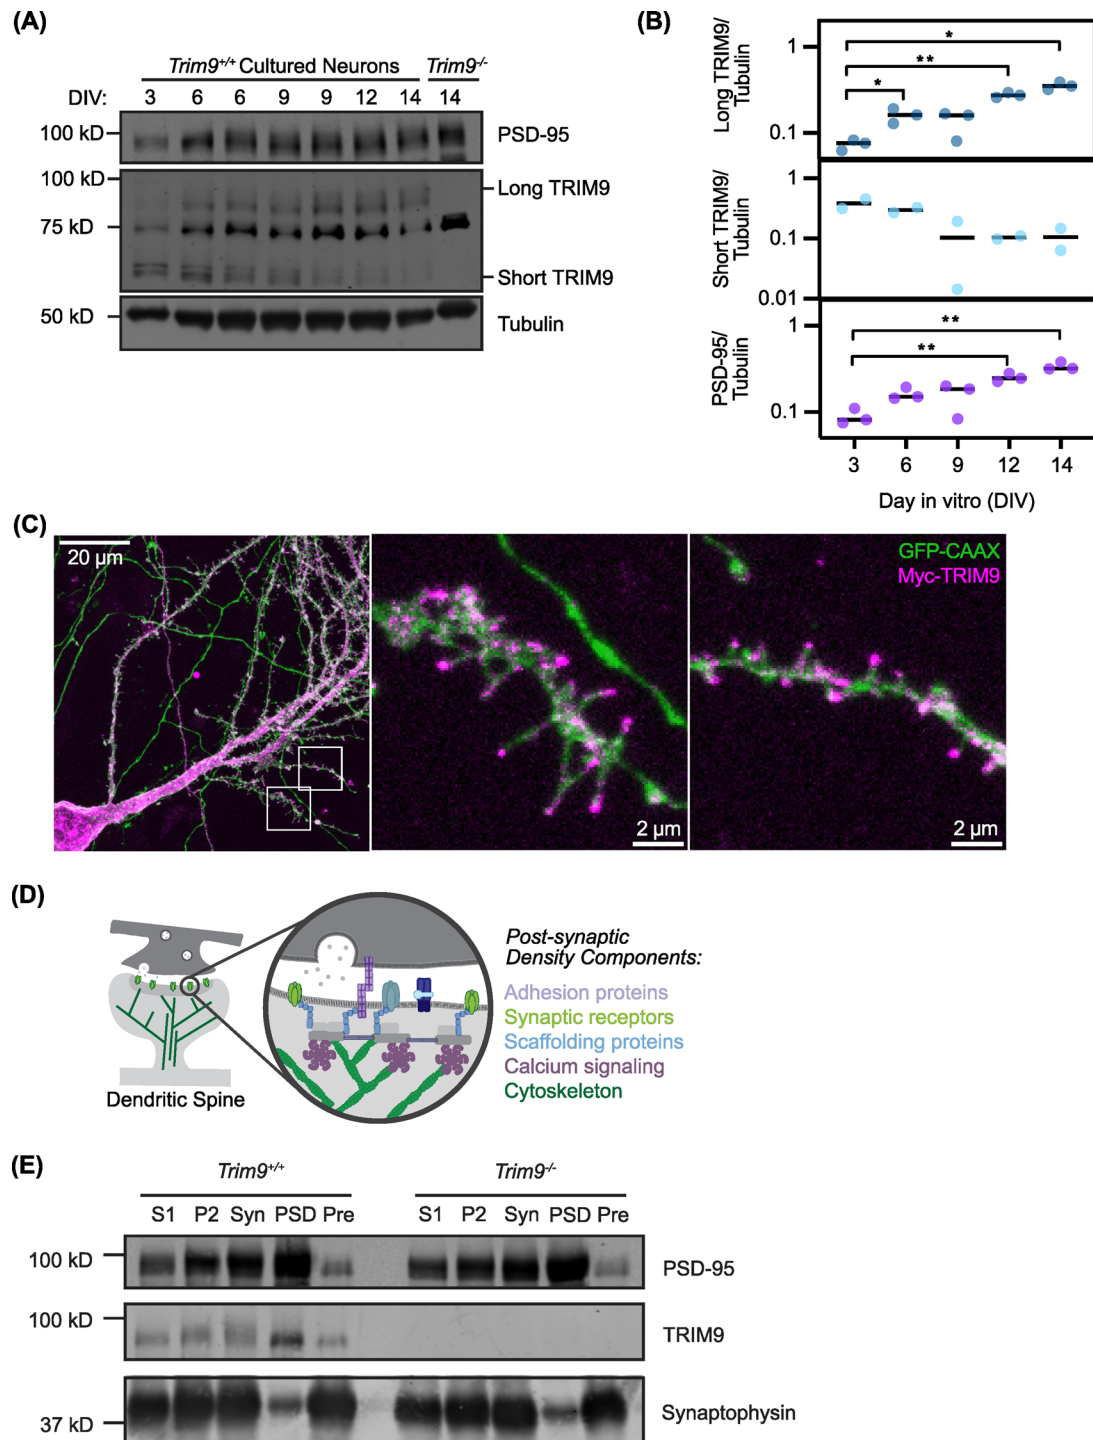 (A)
Trim9+/+ Cultured Neurons Trim9-/-
DIV: 3 6 6 9 9 12 14 14
100 kD PSD-95
100 kD
Long TRIM9
75 kD
Short TRIM9
50 kD
Tubulin
(B)
Long TRIM9/
Tubulin
1
0.1
*
**
*
Short TRIM9/
Tubulin
1
0.1
0.01
PSD-95/
Tubulin
1
0.1
**
**
3 6 9 12 14
Day in vitro (DIV)
(C)
20 µm
2 µm
GFP-CAAX
Myc-TRIM9
2 µm
(D)
Dendritic Spine
Post-synaptic
Density Components:
Adhesion proteins
Synaptic receptors
Scaffolding proteins
Calcium signaling
Cytoskeleton
(E)
Trim9+/+ Trim9-/-
S1 P2 Syn PSD Pre S1 P2 Syn PSD Pre
100 kD PSD-95
100 kD
TRIM9
37 kD Synaptophysin